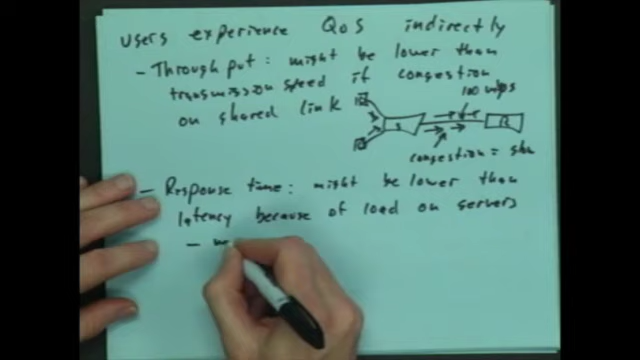 users experience QoS indirectly
- Throughput: might be lower than
transmission speed if congestion
on shared link
100 mbps
S
R
congestion = sha
- Response time: might be lower than
latency because of load on servers
-